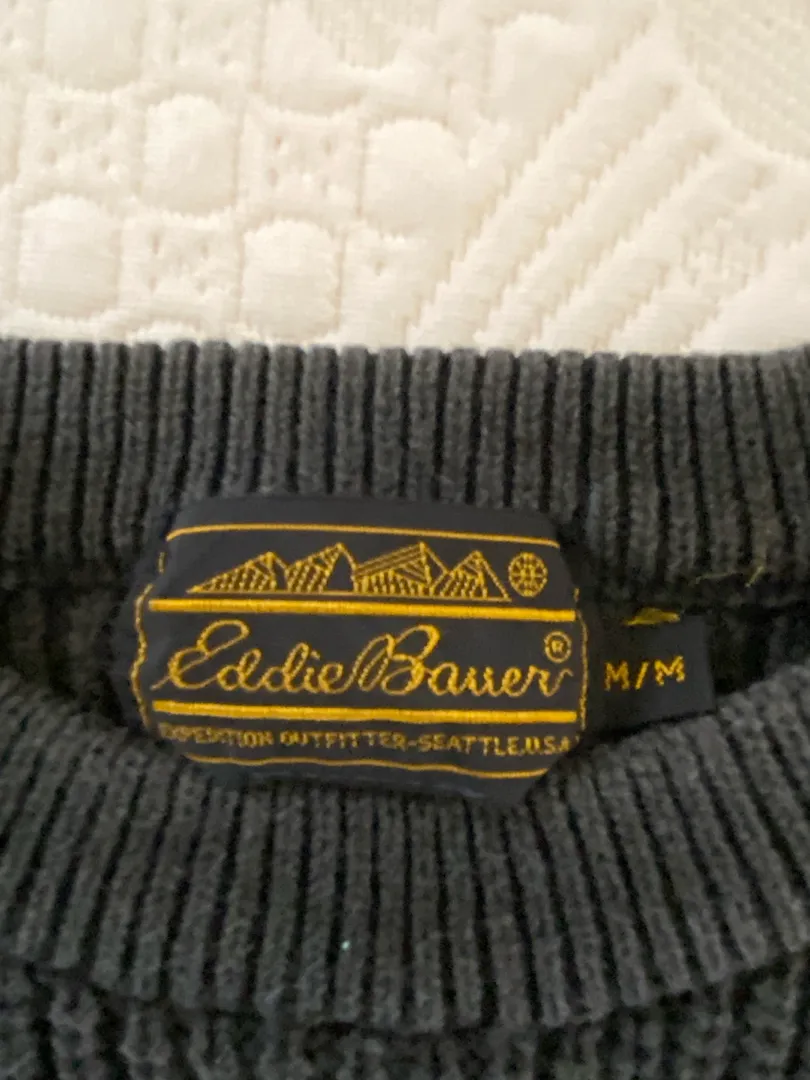 Eddie Bauer®
M/M
EXPEDITION OUTFITTER-SEATTLE,U.S.A